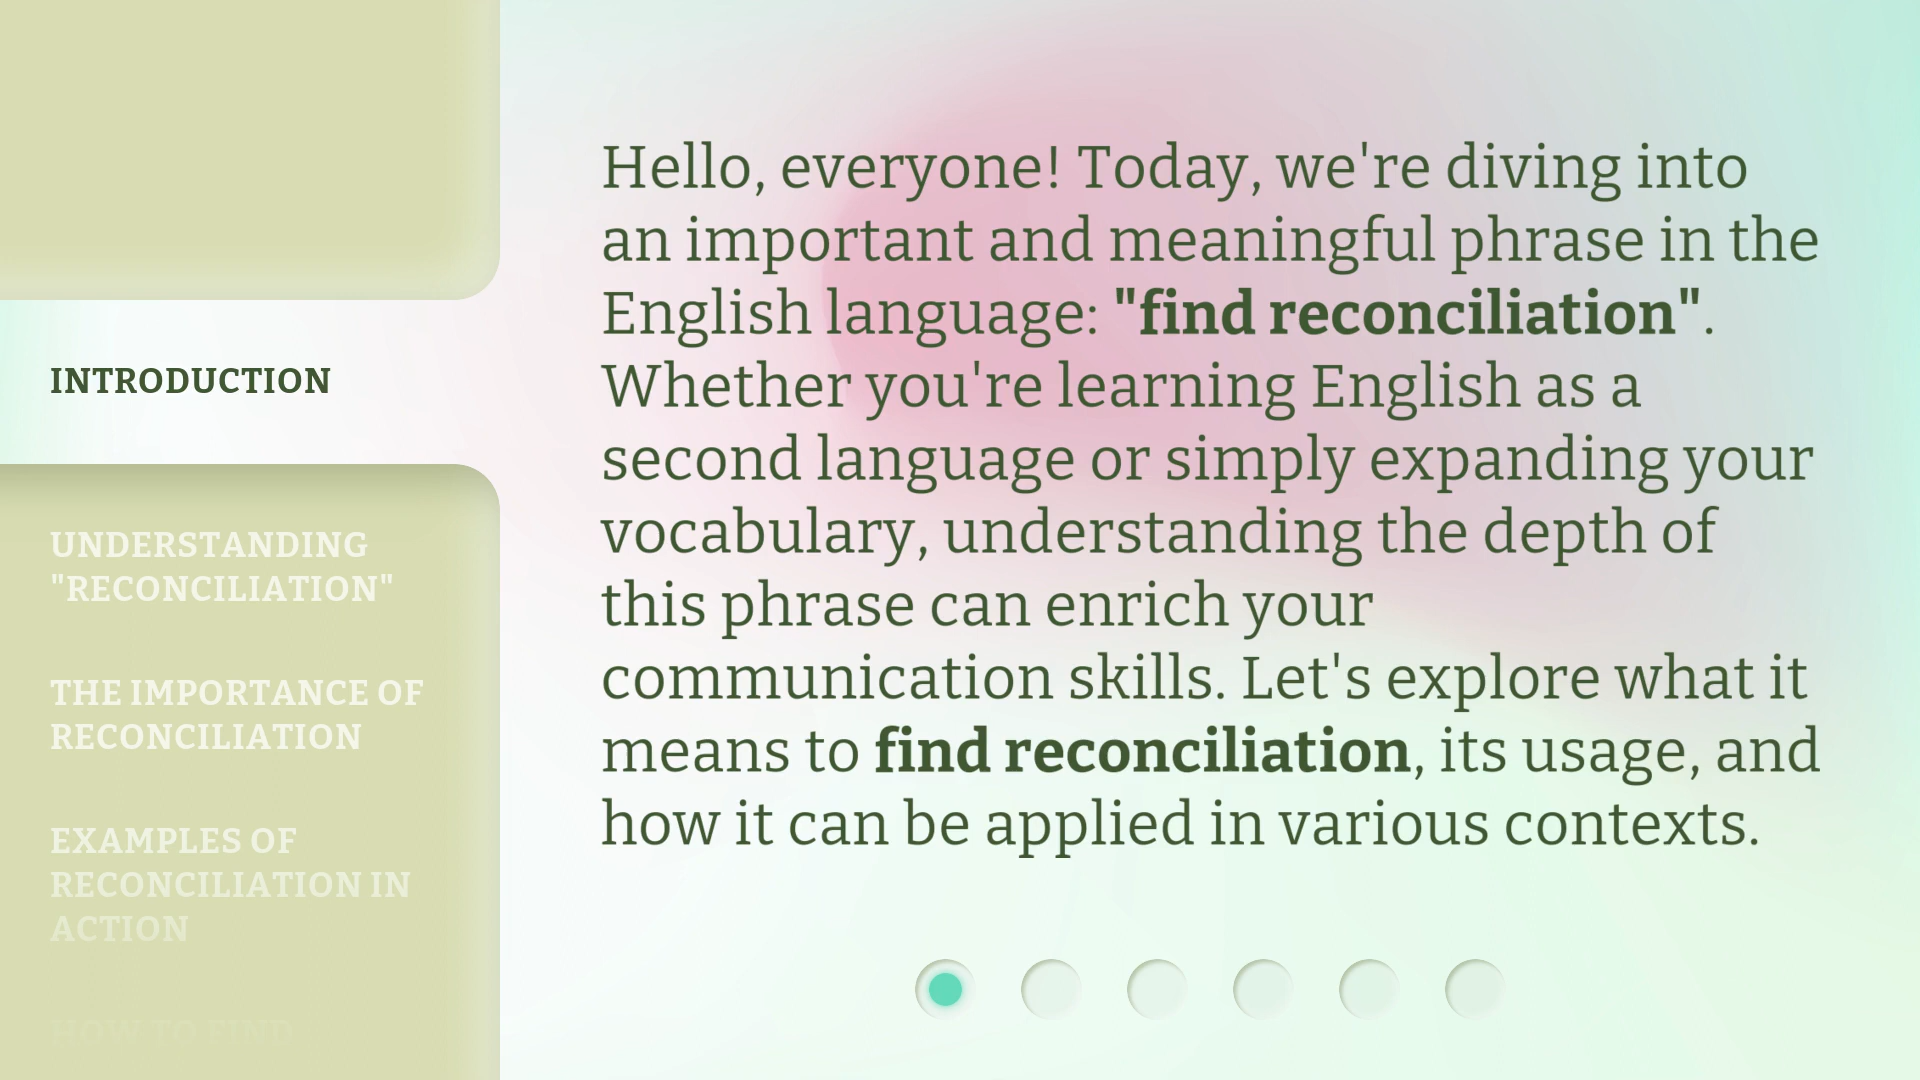 INTRODUCTION
UNDERSTANDING
"RECONCILIATION"
THE IMPORTANCE OF
RECONCILIATION
EXAMPLES OF
RECONCILIATION IN
ACTION
HOW TO FIND
Hello, everyone! Today, we're diving into
an important and meaningful phrase in the
English language: "find reconciliation".
Whether you're learning English as a
second language or simply expanding your
vocabulary, understanding the depth of
this phrase can enrich your
communication skills. Let's explore what it
means to find reconciliation, its usage, and
how it can be applied in various contexts.